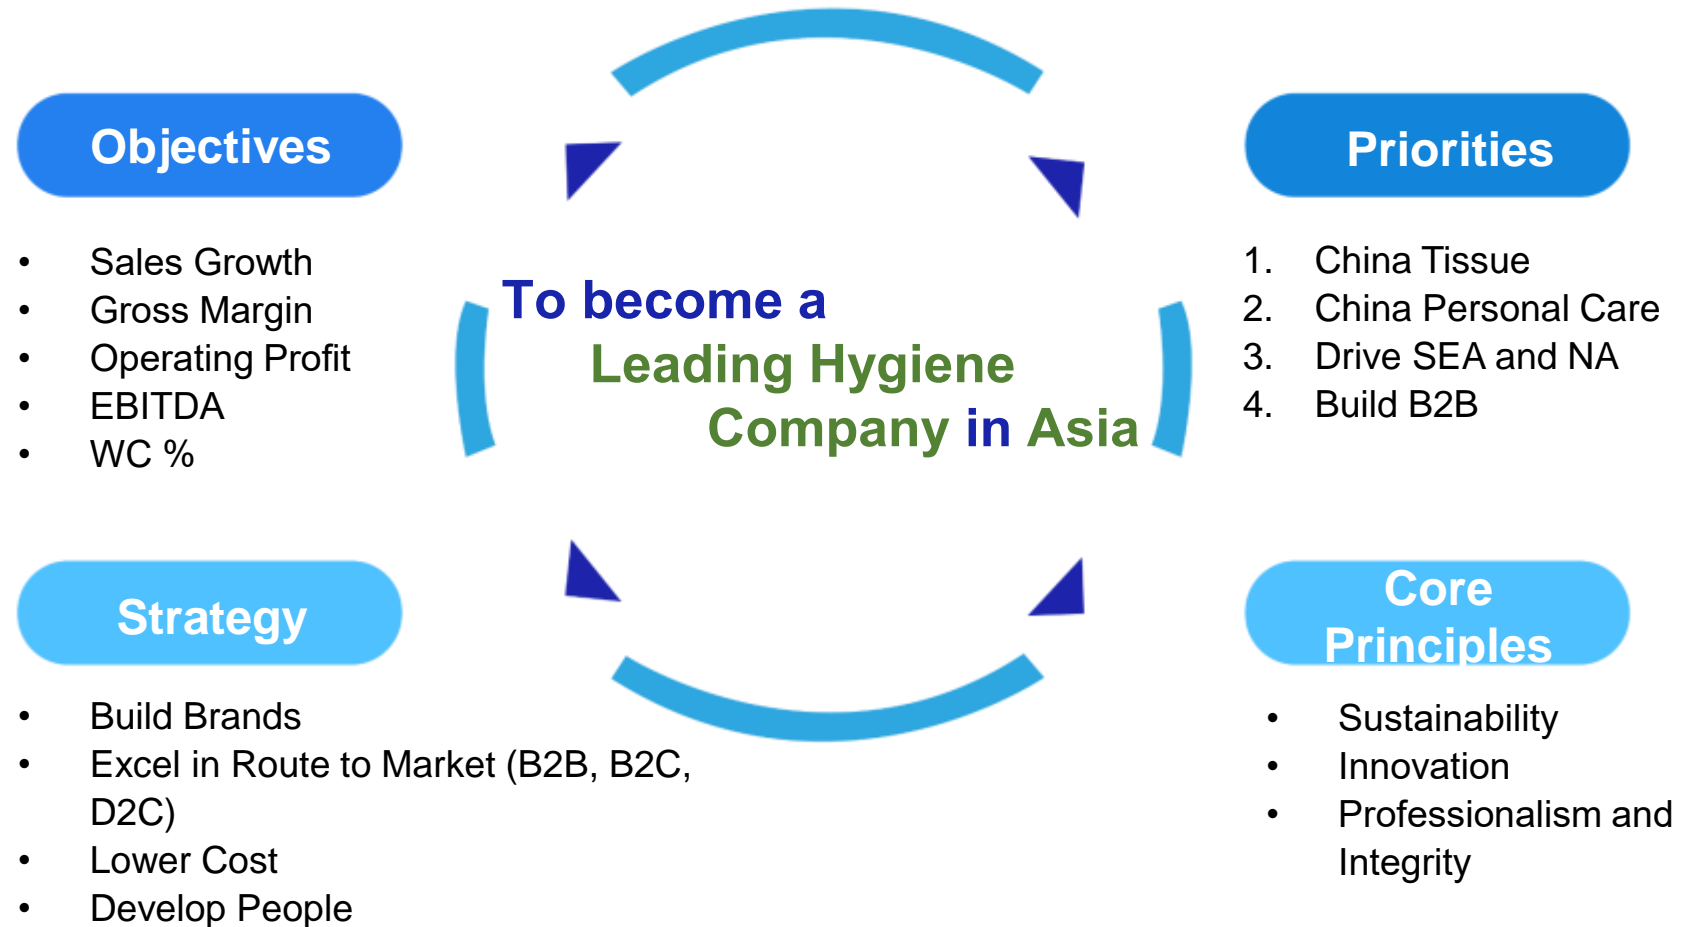 Objectives
• Sales Growth
• Gross Margin
• Operating Profit
• EBITDA
• WC %
To become a
Leading Hygiene
Company in Asia
Priorities
1. China Tissue
2. China Personal Care
3. Drive SEA and NA
4. Build B2B
Strategy
• Build Brands
• Excel in Route to Market (B2B, B2C,
D2C)
• Lower Cost
• Develop People
Core
Principles
• Sustainability
• Innovation
• Professionalism and
Integrity